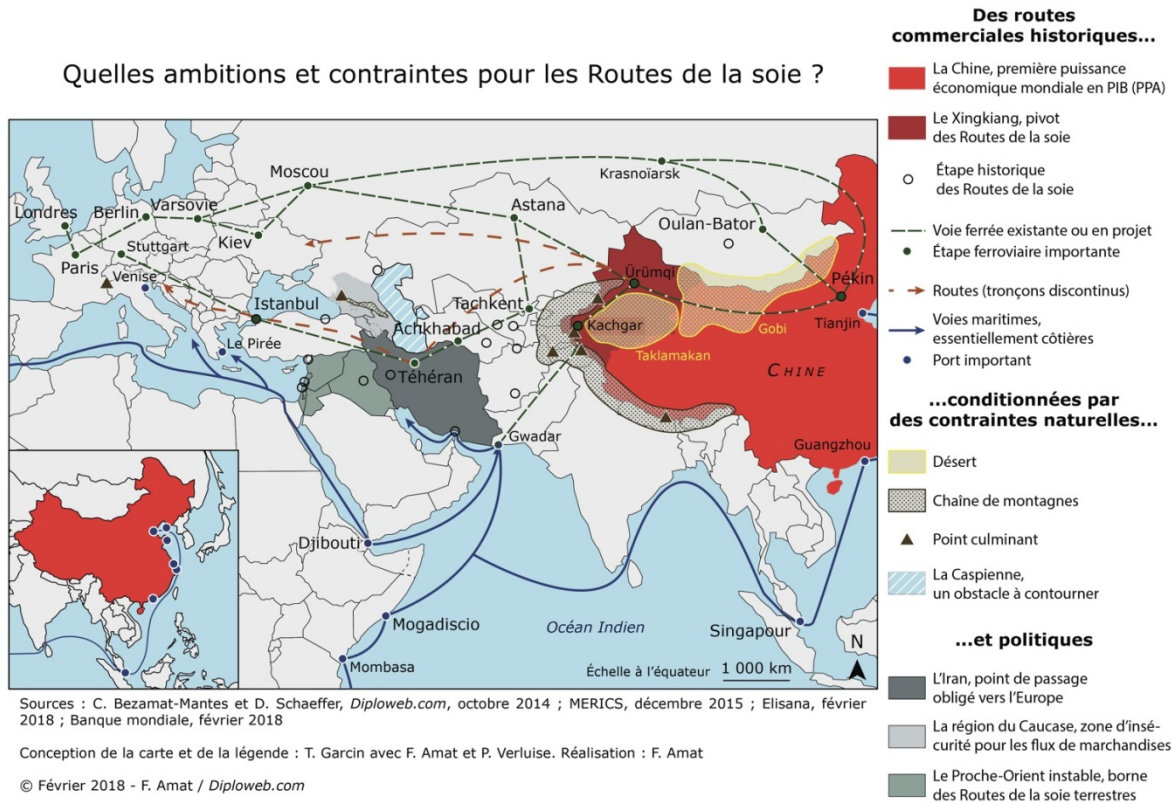 Quelles ambitions et contraintes pour les Routes de la soie ?
Londres
Berlin
Varsovie
Moscou
Krasnoïarsk
Astana
Oulan-Bator
Paris
Stuttgart
Kiev
Venise
Istanbul
Le Pirée
Tachkent
Achkhabad
Téhéran
Ürümqi
Kachgar
Taklamakan
Gobi
Pékin
Tianjin
CHINE
Gwadar
Guangzhou
Djibouti
Mogadiscio
Mombasa
Océan Indien
Singapour
N
Échelle à l'équateur 1 000 km
Des routes
commerciales historiques...
La Chine, première puissance
économique mondiale en PIB (PPA)
Le Xingkiang, pivot
des Routes de la soie
Étape historique
des Routes de la soie
Voie ferrée existante ou en projet
Étape ferroviaire importante
Routes (tronçons discontinus)
Voies maritimes,
essentiellement côtières
Port important
...conditionnées par
des contraintes naturelles...
Désert
Chaîne de montagnes
Point culminant
La Caspienne,
un obstacle à contourner
...et politiques
L'Iran, point de passage
obligé vers l'Europe
La région du Caucase, zone d'insé-
curité pour les flux de marchandises
Le Proche-Orient instable, borne
des Routes de la soie terrestres
Sources : C. Bezamat-Mantes et D. Schaeffer, Diploweb.com, octobre 2014 ; MERICS, décembre 2015 ; Elisana, février
2018 ; Banque mondiale, février 2018
Conception de la carte et de la légende : T. Garcin avec F. Amat et P. Verluise. Réalisation : F. Amat
© Février 2018 - F. Amat / Diploweb.com